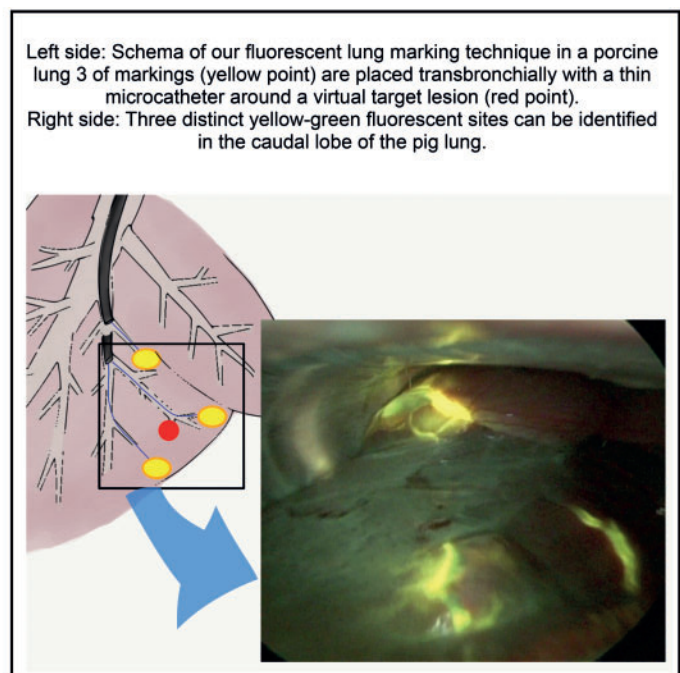 Left side: Schema of our fluorescent lung marking technique in a porcine
lung 3 of markings (yellow point) are placed transbronchially with a thin
microcatheter around a virtual target lesion (red point).
Right side: Three distinct yellow-green fluorescent sites can be identified
in the caudal lobe of the pig lung.